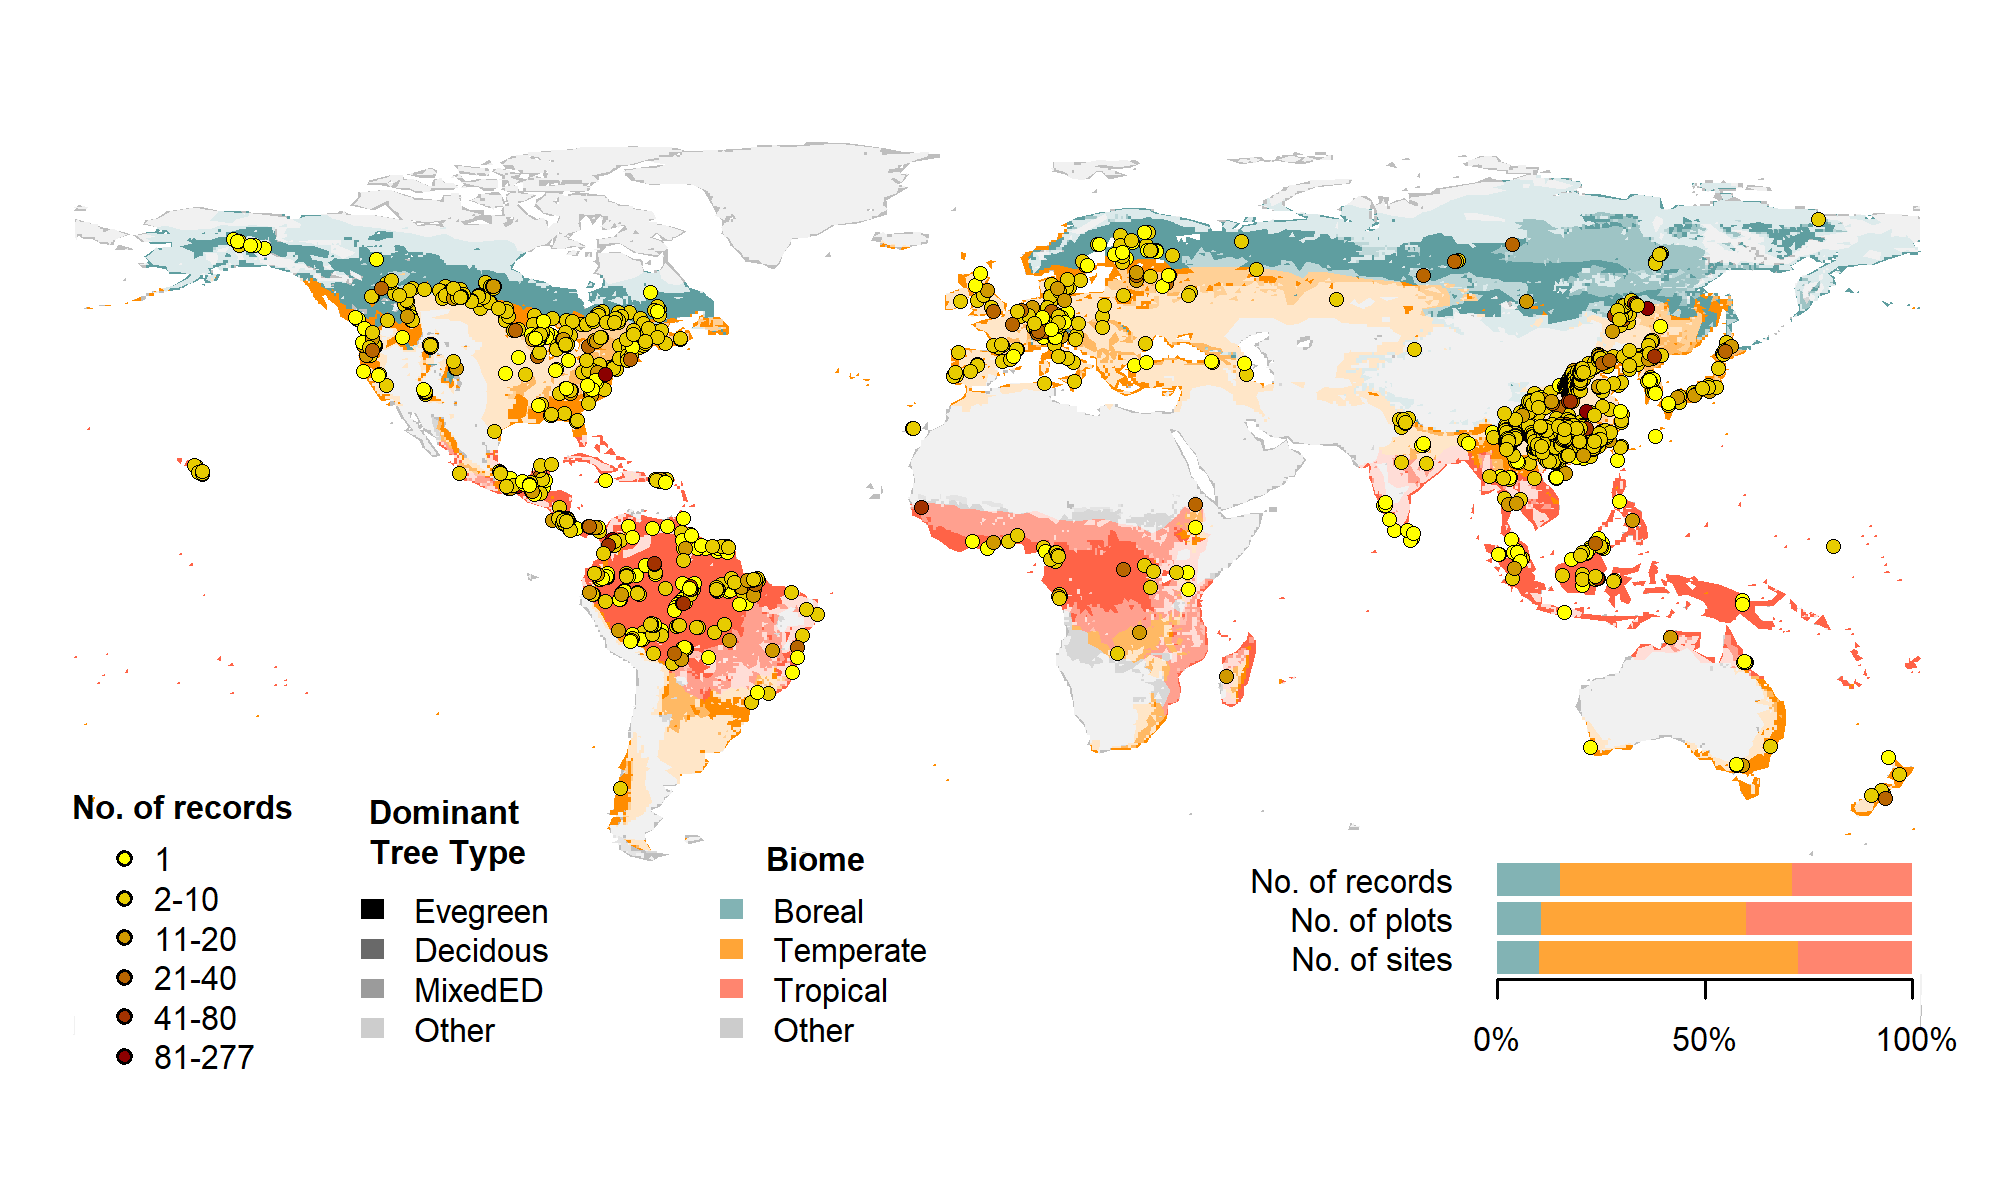 No. of records
1
2-10
11-20
21-40
41-80
81-277
Dominant
Tree Type
Evegreen
Decidous
MixedED
Other
Biome
Boreal
Temperate
Tropical
Other
No. of records
No. of plots
No. of sites
0% 50% 100%